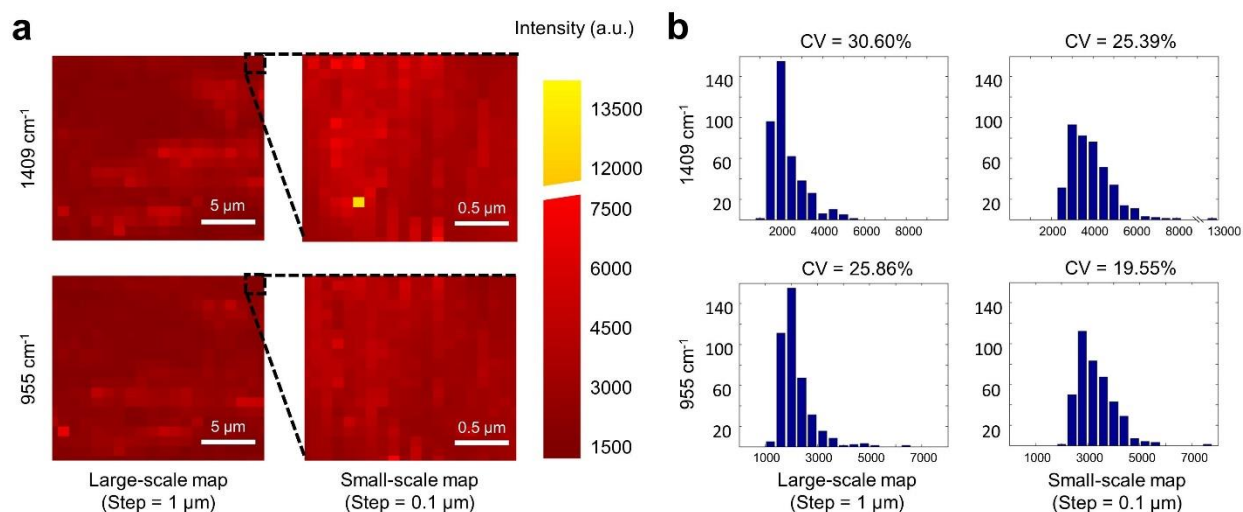 a
Intensity (a.u.)
1409 cm⁻¹
5 µm
0.5 µm
955 cm⁻¹
5 µm
0.5 µm
13500
12000
7500
6000
4500
3000
1500
Large-scale map
(Step = 1 µm)
Small-scale map
(Step = 0.1 µm)
b
CV = 30.60%
1409 cm⁻¹
140
100
60
20
2000 4000 6000 8000
CV = 25.39%
140
100
60
20
2000 4000 6000 8000 13000
CV = 25.86%
955 cm⁻¹
140
100
60
20
1000 3000 5000 7000
CV = 19.55%
140
100
60
20
1000 3000 5000 7000
Large-scale map
(Step = 1 µm)
Small-scale map
(Step = 0.1 µm)